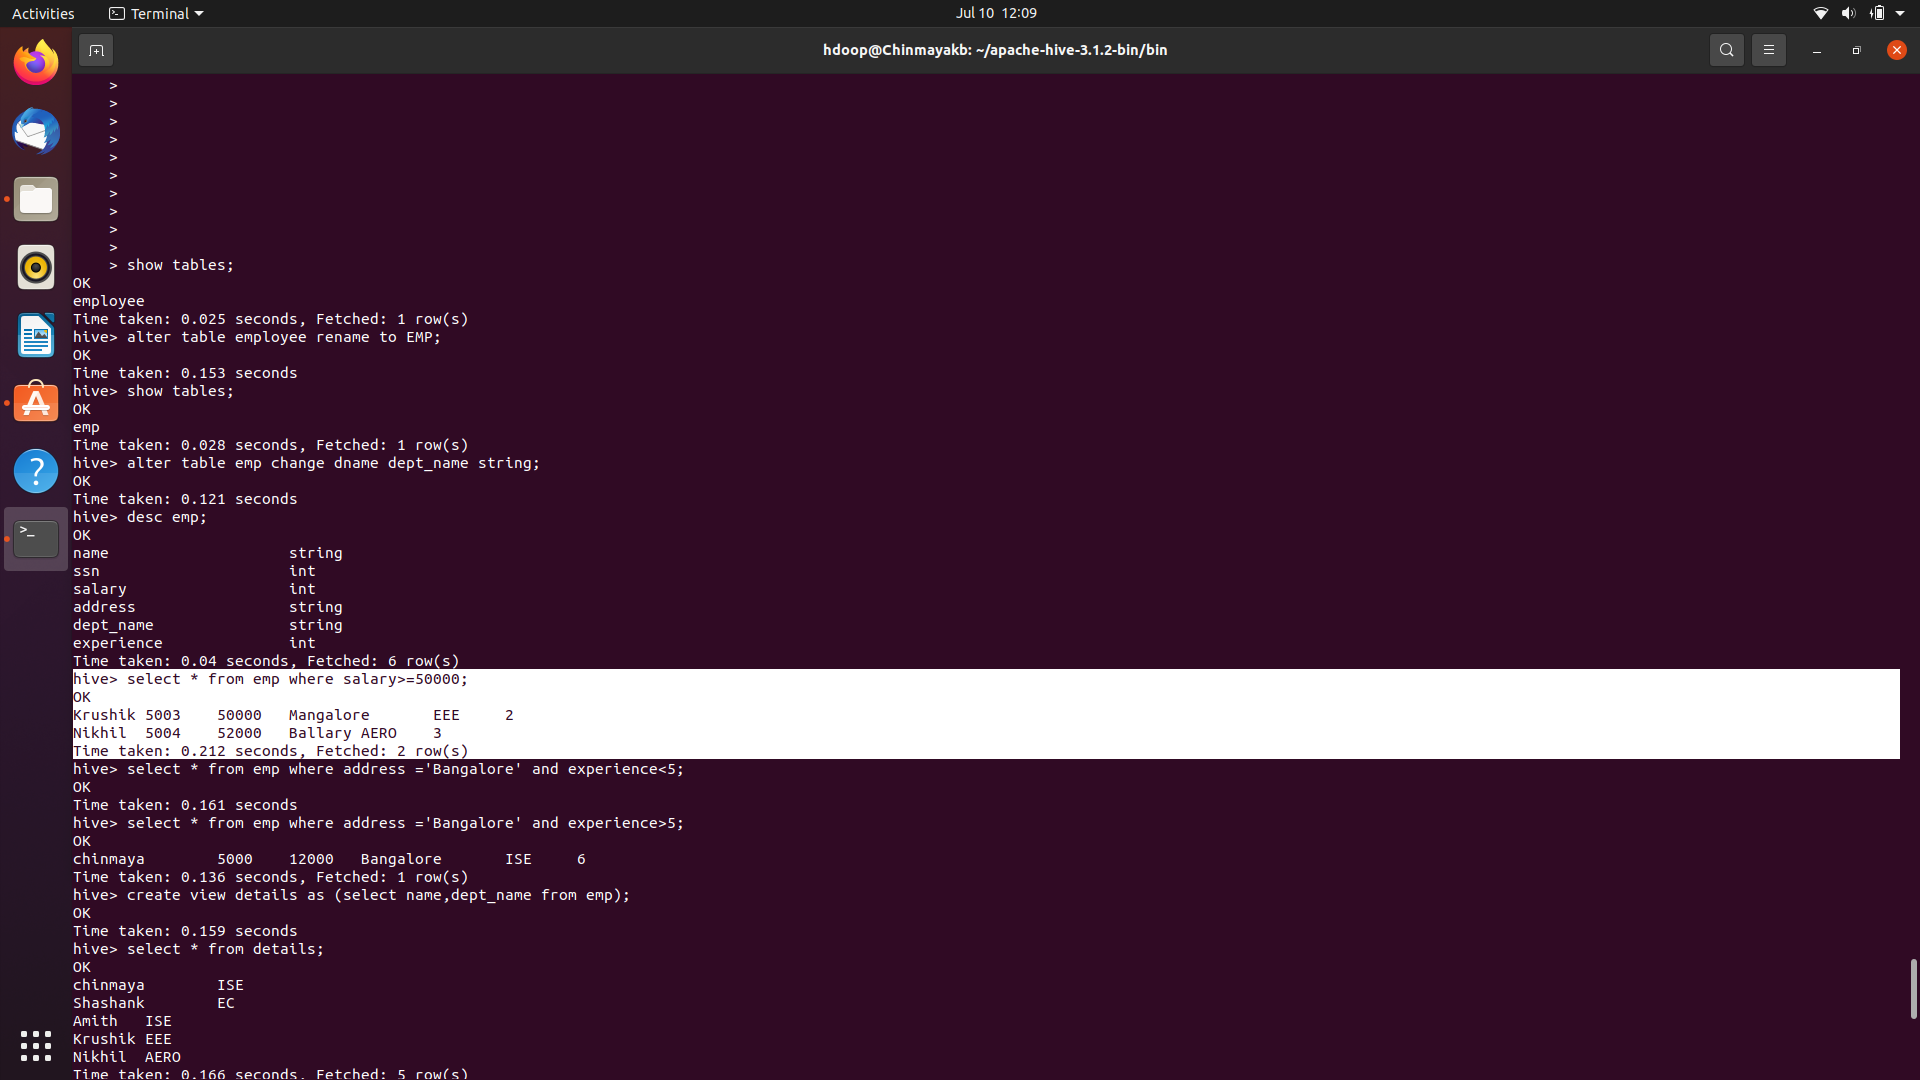 Activities
Terminal
Jul 10 12:09
hdoop@Chinmayakb: ~/apache-hive-3.1.2-bin/bin
>
>
>
>
>
>
>
>
>
>
> show tables;
OK
employee
Time taken: 0.025 seconds, Fetched: 1 row(s)
hive> alter table employee rename to EMP;
OK
Time taken: 0.153 seconds
hive> show tables;
OK
emp
Time taken: 0.028 seconds, Fetched: 1 row(s)
hive> alter table emp change dname dept_name string;
OK
Time taken: 0.121 seconds
hive> desc emp;
OK
name string
ssn int
salary int
address string
dept_name string
experience int
Time taken: 0.04 seconds, Fetched: 6 row(s)
hive> select * from emp where salary>=50000;
OK
Krushik 5003 50000 Mangalore EEE 2
Nikhil 5004 52000 Ballary AERO 3
Time taken: 0.212 seconds, Fetched: 2 row(s)
hive> select * from emp where address ='Bangalore' and experience<5;
OK
Time taken: 0.161 seconds
hive> select * from emp where address ='Bangalore' and experience>5;
OK
chinmaya 5000 12000 Bangalore ISE 6
Time taken: 0.136 seconds, Fetched: 1 row(s)
hive> create view details as (select name,dept_name from emp);
OK
Time taken: 0.159 seconds
hive> select * from details;
OK
chinmaya ISE
Shashank EC
Amith ISE
Krushik EEE
Nikhil AERO
Time taken: 0.166 seconds, Fetched: 5 row(s)